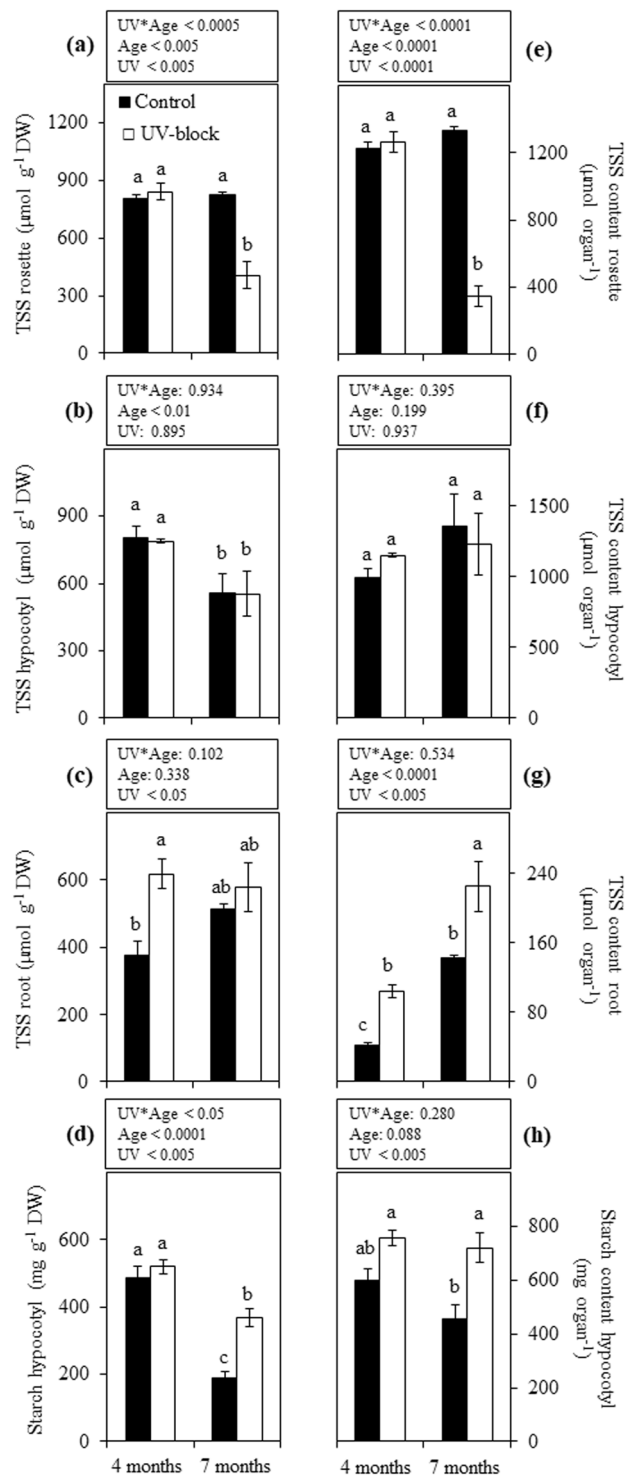 (a)
UV*Age < 0.0005
Age < 0.005
UV < 0.005
Control
UV-block
TSS rosette (µmol g⁻¹ DW)
1200
900
600
300
0
a
a
a
b
(e)
UV*Age < 0.0001
Age < 0.0001
UV < 0.0001
TSS content rosette
(µmol organ⁻¹)
1200
800
400
0
a
a
a
b
(b)
UV*Age: 0.934
Age < 0.01
UV: 0.895
TSS hypocotyl (µmol g⁻¹ DW)
900
600
300
0
a
a
b
b
(f)
UV*Age: 0.395
Age: 0.199
UV: 0.937
TSS content hypocotyl
(µmol organ⁻¹)
1500
1000
500
0
a
a
a
a
(c)
UV*Age: 0.102
Age: 0.338
UV < 0.05
TSS root (µmol g⁻¹ DW)
600
400
200
0
b
a
ab
ab
(g)
UV*Age: 0.534
Age < 0.0001
UV < 0.005
TSS content root
(µmol organ⁻¹)
240
160
80
0
c
b
b
a
(d)
UV*Age < 0.05
Age < 0.0001
UV < 0.005
Starch hypocotyl (mg g⁻¹ DW)
600
400
200
0
a
a
c
b
4 months
7 months
(h)
UV*Age: 0.280
Age: 0.088
UV < 0.005
Starch content hypocotyl
(mg organ⁻¹)
800
600
400
200
0
ab
a
b
a
4 months
7 months